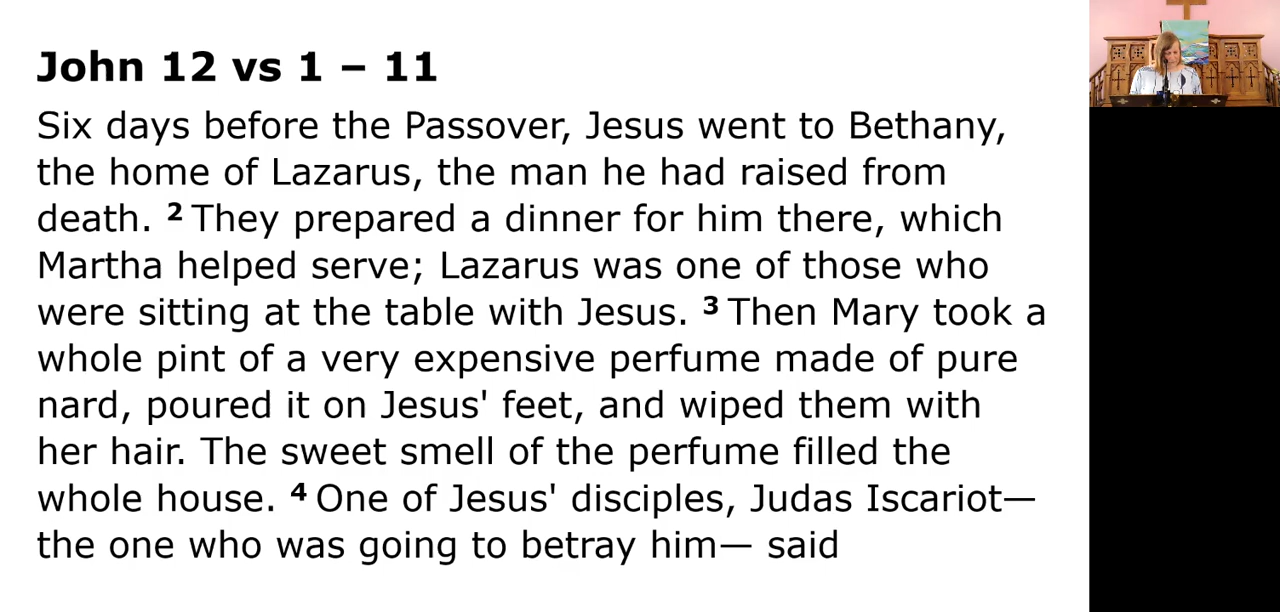 John 12 vs 1 – 11
Six days before the Passover, Jesus went to Bethany,
the home of Lazarus, the man he had raised from
death. ² They prepared a dinner for him there, which
Martha helped serve; Lazarus was one of those who
were sitting at the table with Jesus. ³ Then Mary took a
whole pint of a very expensive perfume made of pure
nard, poured it on Jesus' feet, and wiped them with
her hair. The sweet smell of the perfume filled the
whole house. ⁴ One of Jesus' disciples, Judas Iscariot—
the one who was going to betray him— said